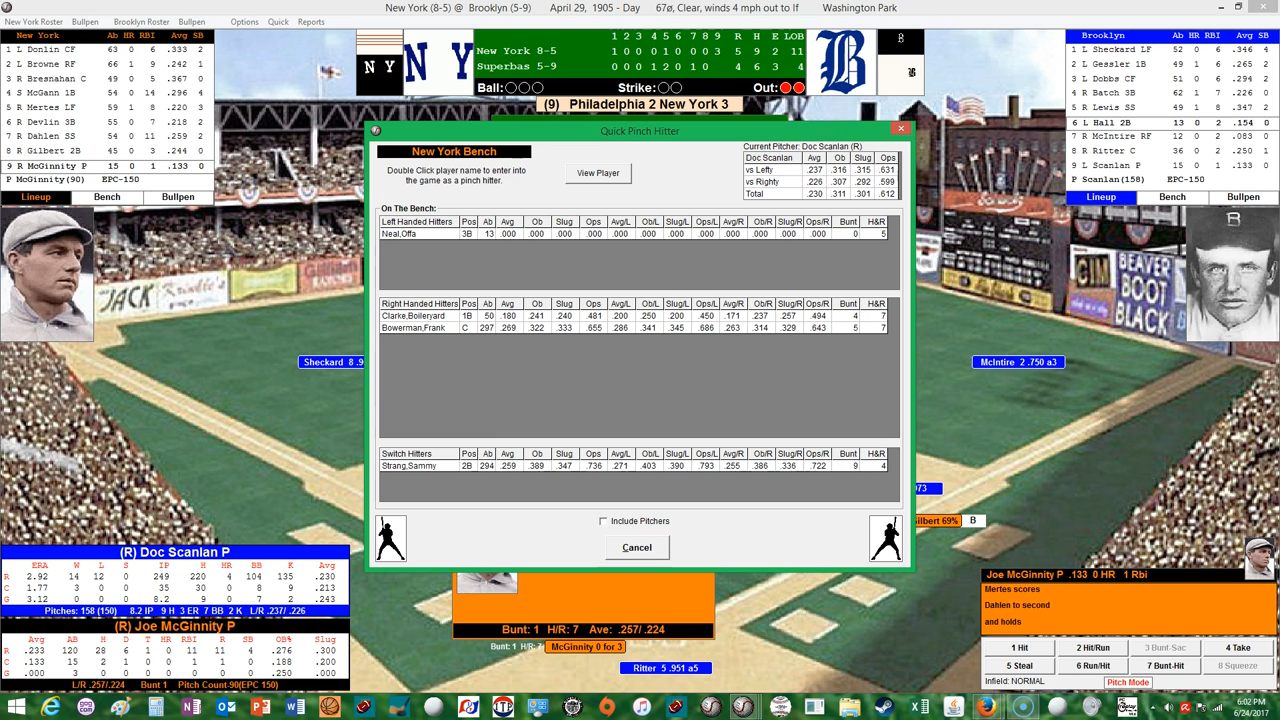 New York (8-5) @ Brooklyn (5-9) April 29, 1905 - Day 67ø, Clear, winds 4 mph out to lf Washington Park
New York Roster Bullpen Brooklyn Roster Bullpen Options Quick Reports
New York Ab HR RBI Avg SB
1 L Donlin CF 63 0 6 .333 2
2 L Browne RF 66 1 9 .242 1
3 R Bresnahan C 49 0 5 .367 0
4 S McGann 1B 54 0 14 .296 4
5 R Mertes LF 59 1 8 .220 3
6 R Devlin 3B 55 0 7 .218 2
7 R Dahlen SS 54 0 11 .259 2
8 R Gilbert 2B 45 0 3 .244 0
9 R McGinnity P 15 0 1 .133 0
P McGinnity(90) EPC-150
Lineup Bench Bullpen
N Y
N Y
1 2 3 4 5 6 7 8 9 R H E LOB
New York 8-5 1 0 0 0 0 1 0 0 1 3 9 2 11
Superbas 5-9 0 0 0 1 2 0 1 0 4 6 3 4
Ball: Strike: Out:
(9) Philadelphia 2 New York 3
B
B
Brooklyn Ab HR RBI Avg SB
1 L Sheckard LF 52 0 6 .346 4
2 L Gessler 1B 49 1 6 .265 2
3 L Dobbs CF 51 0 6 .294 2
4 R Batch 3B 62 1 7 .226 0
5 R Lewis SS 49 1 8 .347 2
6 L Hall 2B 13 0 2 .154 0
7 R McIntire RF 12 0 2 .083 0
8 R Ritter C 36 0 4 .250 1
9 L Scanlan P 15 0 1 .133 0
P Scanlan(158) EPC-150
Lineup Bench Bullpen
Quick Pinch Hitter
New York Bench
Double Click player name to enter into
the game as a pinch hitter.
View Player
Current Pitcher: Doc Scanlan (R)
Doc Scanlan Avg Ob Slug Ops
vs Lefty .237 .316 .315 .631
vs Righty .226 .307 .292 .599
Total .230 .311 .301 .612
On The Bench:
Left Handed Hitters Pos Ab Avg Ob Slug Ops Avg/L Ob/L Slug/L Ops/L Avg/R Ob/R Slug/R Ops/R Bunt H&R
Neal,Offa 3B 13 .000 .000 .000 .000 .000 .000 .000 .000 .000 .000 .000 .000 0 5
Right Handed Hitters Pos Ab Avg Ob Slug Ops Avg/L Ob/L Slug/L Ops/L Avg/R Ob/R Slug/R Ops/R Bunt H&R
Clarke,Boileryard 1B 50 .180 .241 .240 .481 .200 .250 .200 .450 .171 .237 .257 .494 4 7
Bowerman,Frank C 297 .269 .322 .333 .655 .286 .341 .345 .686 .263 .314 .329 .643 5 7
Switch Hitters Pos Ab Avg Ob Slug Ops Avg/L Ob/L Slug/L Ops/L Avg/R Ob/R Slug/R Ops/R Bunt H&R
Strang,Sammy 2B 294 .259 .389 .347 .736 .271 .403 .390 .793 .255 .386 .336 .722 9 4
Include Pitchers
Cancel
JACK
GEM
BEAVER
BOOT
BLACK
Sheckard 8 .9
McIntire 2 .750 a3
973
ilbert 69% B
(R) Doc Scanlan P
ERA W L S IP H HR BB K Avg
R 2.92 14 12 0 249 220 4 104 135 .230
C 1.77 3 0 0 35 30 0 8 9 .213
G 3.12 0 0 0 8.2 9 0 7 2 .243
Pitches: 158 (150) 8.2 IP 9 H 3 ER 7 BB 2 K L/R .237/ .226
(R) Joe McGinnity P
Avg AB H D T HR RBI R SB OB% Slug
R .233 120 28 6 1 0 11 11 4 .276 .300
C .133 15 2 1 0 0 1 1 0 .188 .200
G .000 3 0 0 0 0 0 0 0 .250 .000
L/R .257/.224 Bunt 1 Pitch Count-90(EPC 150)
Bunt: 1 H/R: 7 Ave: .257/ .224
Bunt: 1 H/R: 7 McGinnity 0 for 3
Ritter 5 .951 a5
Joe McGinnity P .133 0 HR 1 Rbi
Mertes scores
Dahlen to second
and holds
1 Hit 2 Hit/Run 3 Bunt-Sac 4 Take
5 Steal 6 Run/Hit 7 Bunt-Hit 8 Squeeze
Infield: NORMAL Pitch Mode
6:02 PM
6/24/2017